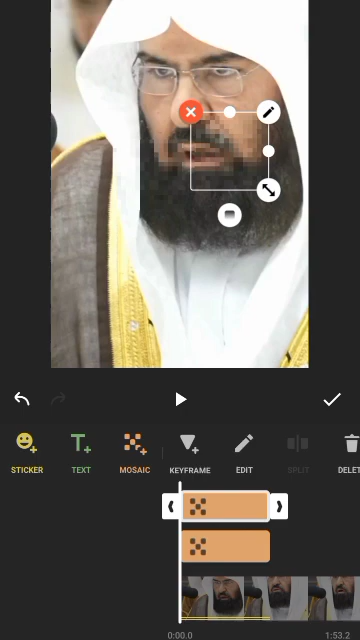 STICKER
TEXT
MOSAIC
KEYFRAME
EDIT
SPLIT
DELET
0:00.0
1:53.2